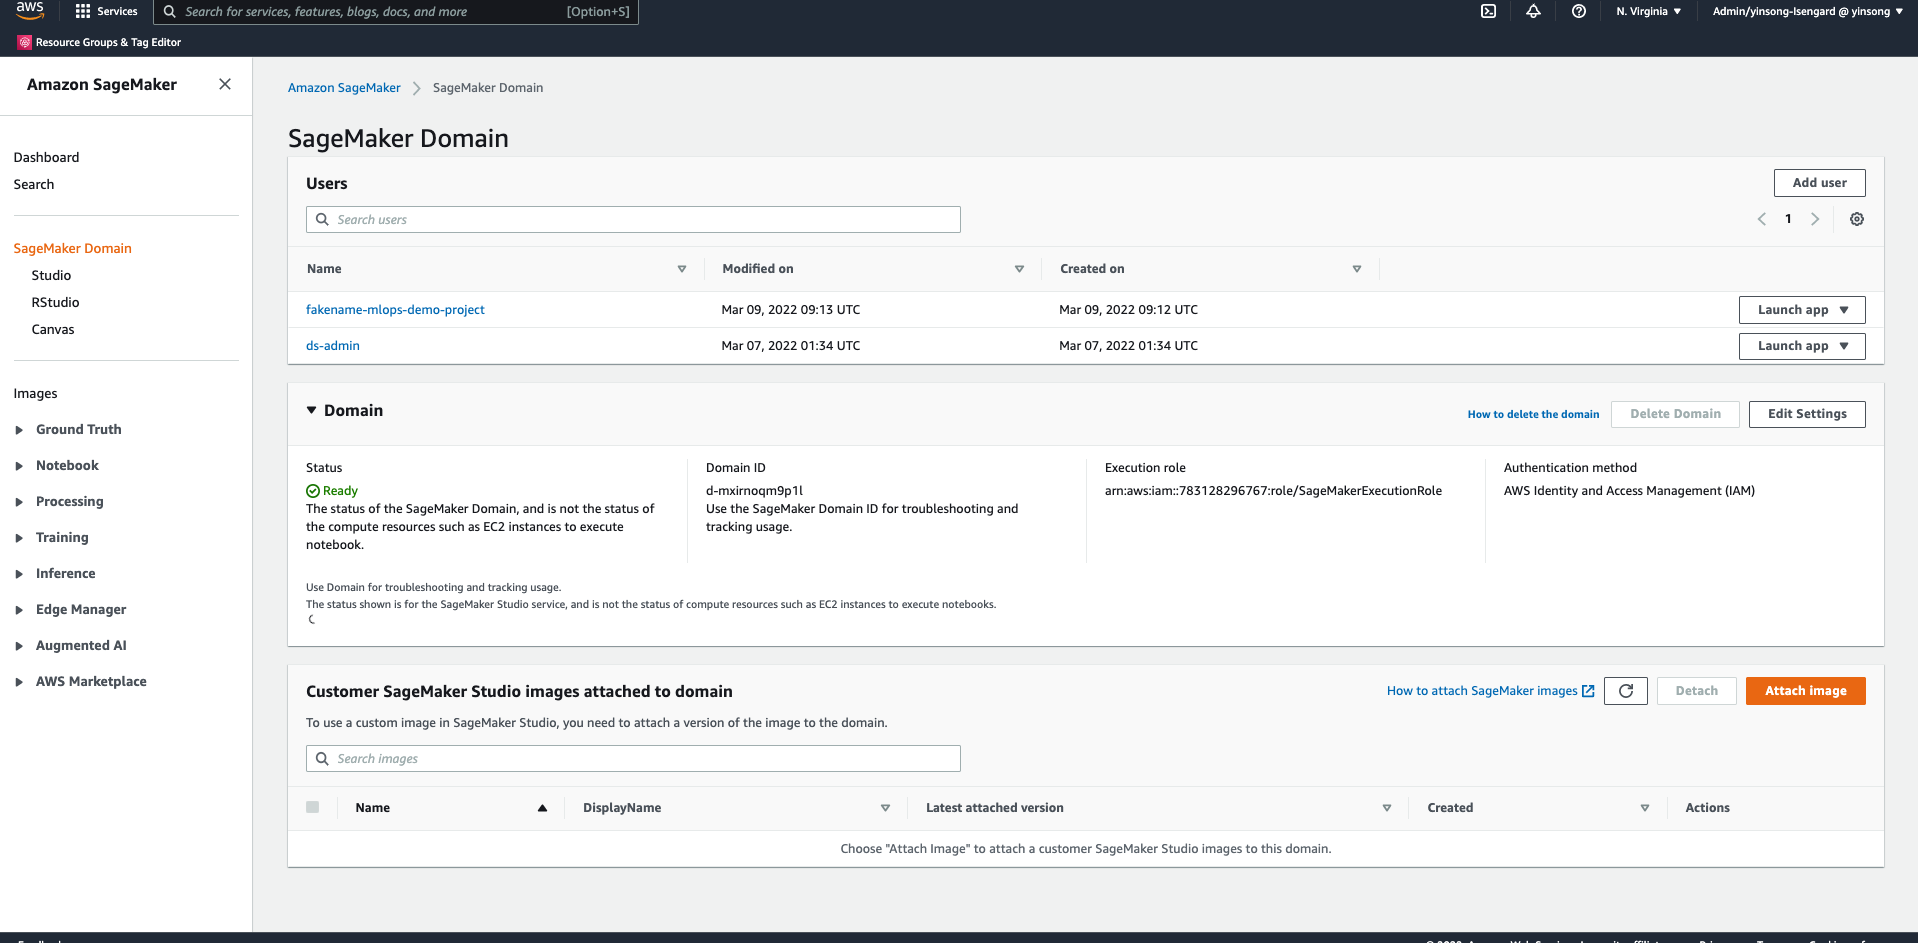 aws
Services
Search for services, features, blogs, docs, and more [Option+S]
N. Virginia
Admin/yinsong-Isengard @ yinsong
Resource Groups & Tag Editor
Amazon SageMaker
Dashboard
Search
SageMaker Domain
Studio
RStudio
Canvas
Images
Ground Truth
Notebook
Processing
Training
Inference
Edge Manager
Augmented AI
AWS Marketplace
Amazon SageMaker SageMaker Domain
SageMaker Domain
Users
Add user
Search users
1
Name Modified on Created on
fakename-mlops-demo-project Mar 09, 2022 09:13 UTC Mar 09, 2022 09:12 UTC Launch app
ds-admin Mar 07, 2022 01:34 UTC Mar 07, 2022 01:34 UTC Launch app
Domain
How to delete the domain Delete Domain Edit Settings
Status
Ready
The status of the SageMaker Domain, and is not the status of
the compute resources such as EC2 instances to execute
notebook.
Domain ID
d-mxirnoqm9p1l
Use the SageMaker Domain ID for troubleshooting and
tracking usage.
Execution role
arn:aws:iam::783128296767:role/SageMakerExecutionRole
Authentication method
AWS Identity and Access Management (IAM)
Use Domain for troubleshooting and tracking usage.
The status shown is for the SageMaker Studio service, and is not the status of compute resources such as EC2 instances to execute notebooks.
Customer SageMaker Studio images attached to domain
How to attach SageMaker images Detach Attach image
To use a custom image in SageMaker Studio, you need to attach a version of the image to the domain.
Search images
Name DisplayName Latest attached version Created Actions
Choose "Attach Image" to attach a customer SageMaker Studio images to this domain.